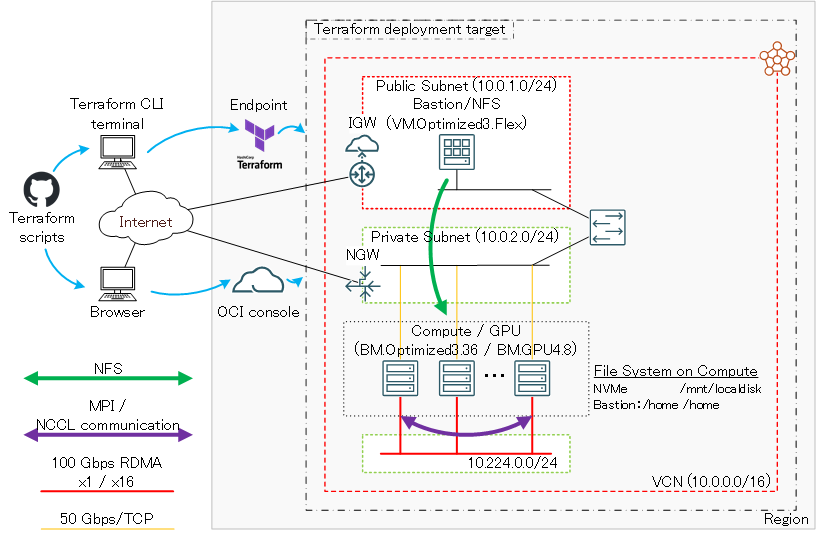 Terraform deployment target
Public Subnet (10.0.1.0/24)
Bastion/NFS
(VM.Optimized3.Flex)
IGW
Terraform CLI
terminal
Endpoint
HashiCorp
Terraform
Terraform
scripts
Internet
Private Subnet (10.0.2.0/24)
NGW
Browser
OCI console
Compute / GPU
(BM.Optimized3.36 / BM.GPU4.8)
...
File System on Compute
NVMe /mnt/localdisk
Bastion:/home /home
NFS
MPI /
NCCL communication
100 Gbps RDMA
x1 / x16
50 Gbps/TCP
10.224.0.0/24
VCN (10.0.0.0/16)
Region